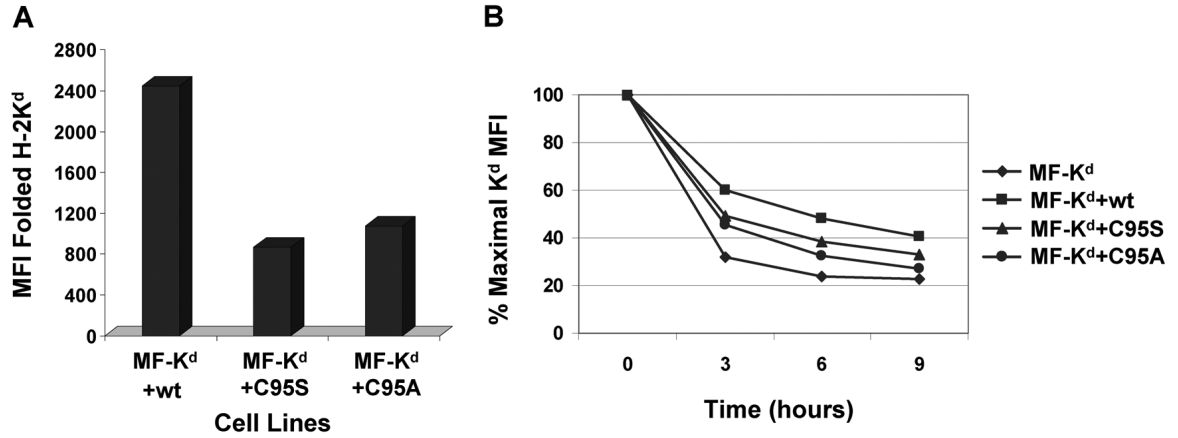 A
MFI Folded H-2Kᵈ
2800
2400
2000
1600
1200
800
400
0
MF-Kᵈ MF-Kᵈ MF-Kᵈ
+wt +C95S +C95A
Cell Lines
B
% Maximal Kᵈ MFI
100
80
60
40
20
0
0 3 6 9
Time (hours)
MF-Kᵈ
MF-Kᵈ+wt
MF-Kᵈ+C95S
MF-Kᵈ+C95A